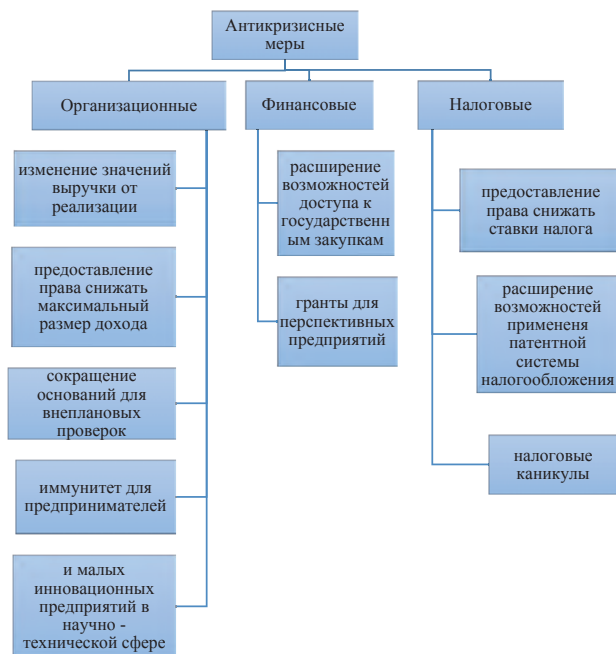 Антикризисные
меры
Организационные
Финансовые
Налоговые
изменение значений
выручки от
реализации
предоставление
права снижать
максимальный
размер дохода
сокращение
оснований для
внеплановых
проверок
иммунитет для
предпринимателей
и малых
инновационных
предприятий в
научно -
технической сфере
расширение
возможностей
доступа к
государственн
ым закупкам
гранты для
перспективных
предприятий
предоставление
права снижать
ставки налога
расширение
возможностей
примененя
патентной
системы
налогообложения
налоговые
каникулы